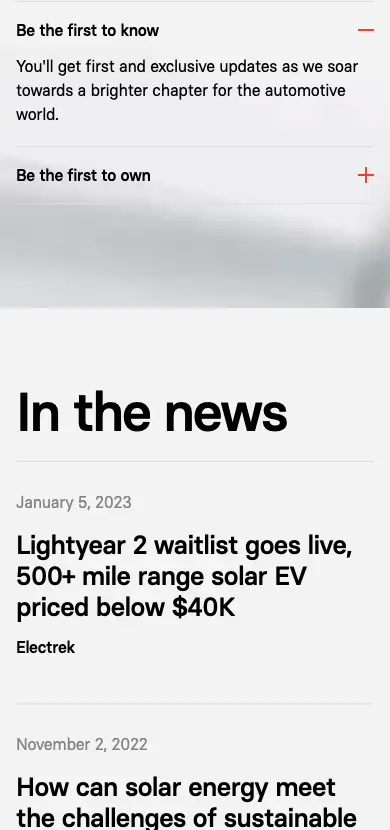 Be the first to know
You'll get first and exclusive updates as we soar
towards a brighter chapter for the automotive
world.
Be the first to own
In the news
January 5, 2023
Lightyear 2 waitlist goes live,
500+ mile range solar EV
priced below $40K
Electrek
November 2, 2022
How can solar energy meet
the challenges of sustainable